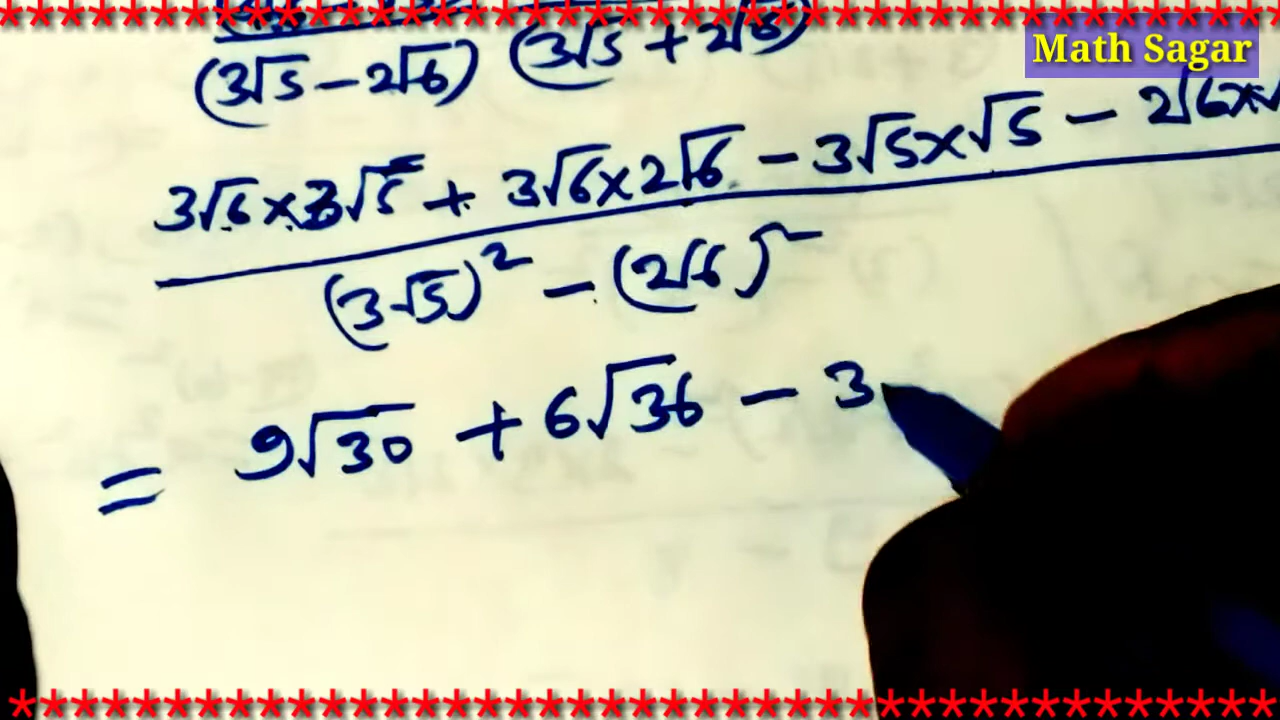 Math Sagar
(3√5 − 2√6) (3√5 + 2√6)
3√6 × 3√5 + 3√6 × 2√6 − 3√5 × √5 − 2√6 × √
(3√5)² − (2√6)²
= 9√30 + 6√36 − 3